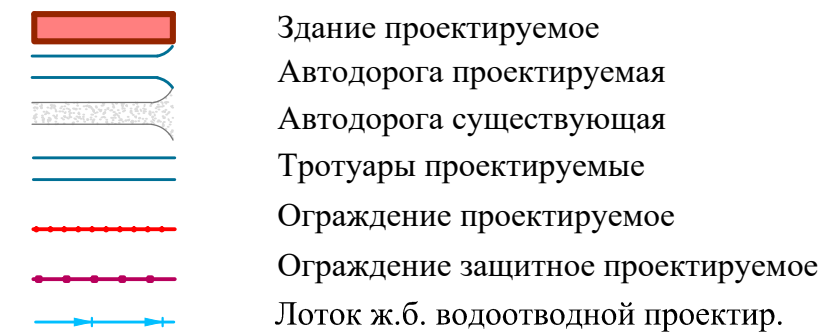 Здание проектируемое
Автодорога проектируемая
Автодорога существующая
Тротуары проектируемые
Ограждение проектируемое
Ограждение защитное проектируемое
Лоток ж.б. водоотводной проектир.